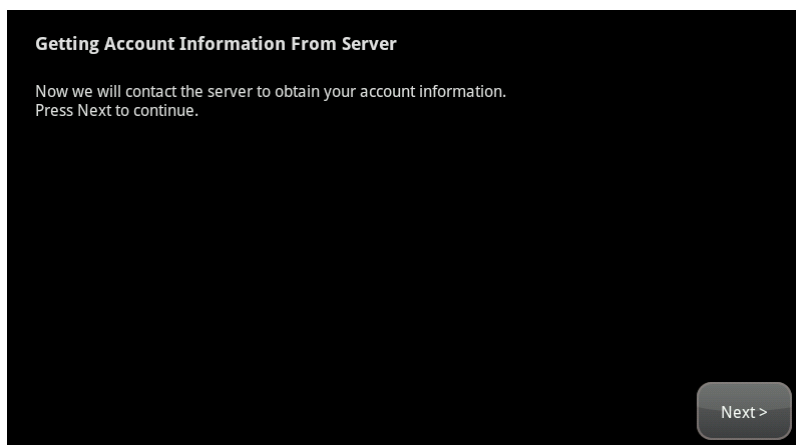 Getting Account Information From Server
Now we will contact the server to obtain your account information.
Press Next to continue.
Next >